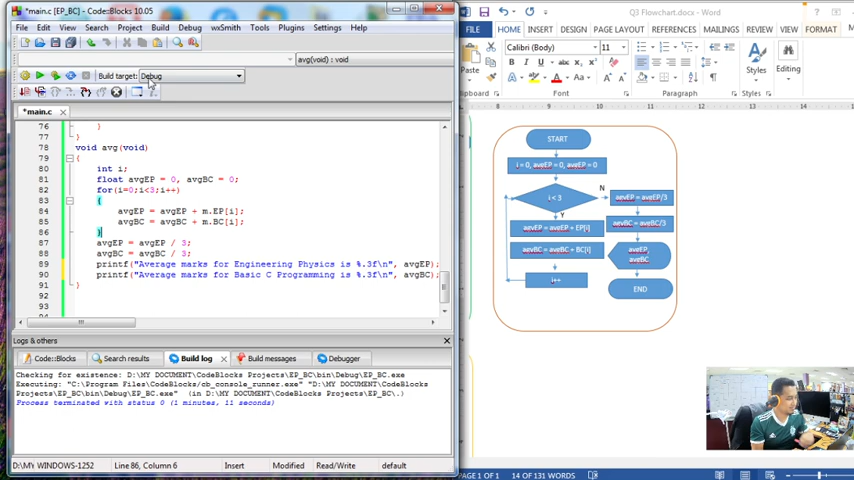 *main.c [EP_BC] - Code::Blocks 10.05
File Edit View Search Project Build Debug wxSmith Tools Plugins Settings Help
avg(void) : void
Build target: Debug
*main.c
76 }
77 }
78 void avg(void)
79 {
80 int i;
81 float avgEP = 0, avgBC = 0;
82 for(i=0;i<3;i++)
83 {
84 avgEP = avgEP + m.EP[i];
85 avgBC = avgBC + m.BC[i];
86 }
87 avgEP = avgEP / 3;
88 avgBC = avgBC / 3;
89 printf("Average marks for Engineering Physics is %.3f\n", avgEP);
90 printf("Average marks for Basic C Programming is %.3f\n", avgBC);
91 }
92
93
94
Logs & others
Code::Blocks Search results Build log Build messages Debugger
Checking for existence: D:\MY DOCUMENT\CodeBlocks Projects\EP_BC\bin\Debug\EP_BC.exe
Executing: "C:\Program Files\CodeBlocks/cb_console_runner.exe" "D:\MY DOCUMENT\CodeBlocks
Projects\EP_BC\bin\Debug\EP_BC.exe" (in D:\MY DOCUMENT\CodeBlocks Projects\EP_BC\.)
Process terminated with status 0 (1 minutes, 11 seconds)
D:\MY WINDOWS-1252 Line 86, Column 6 Insert Modified Read/Write default
Q3 Flowchart.docx - Word
FORMAT
FILE HOME INSERT DESIGN PAGE LAYOUT REFERENCES MAILINGS REVIEW VIEW FORMAT
Calibri (Body) 11
Paste
Styles
Editing
Clipboard
Font
Paragraph
Styles
START
i = 0, aveEP = 0, aveEP = 0
i < 3
N
Y
aevEP = aveEP/3
aevEP = aveEP + EP[i]
aevBC = aveBC/3
aevBC = aveBC + BC[i]
aveEP,
aveBC
i++
END
PAGE 1 OF 1 14 OF 131 WORDS